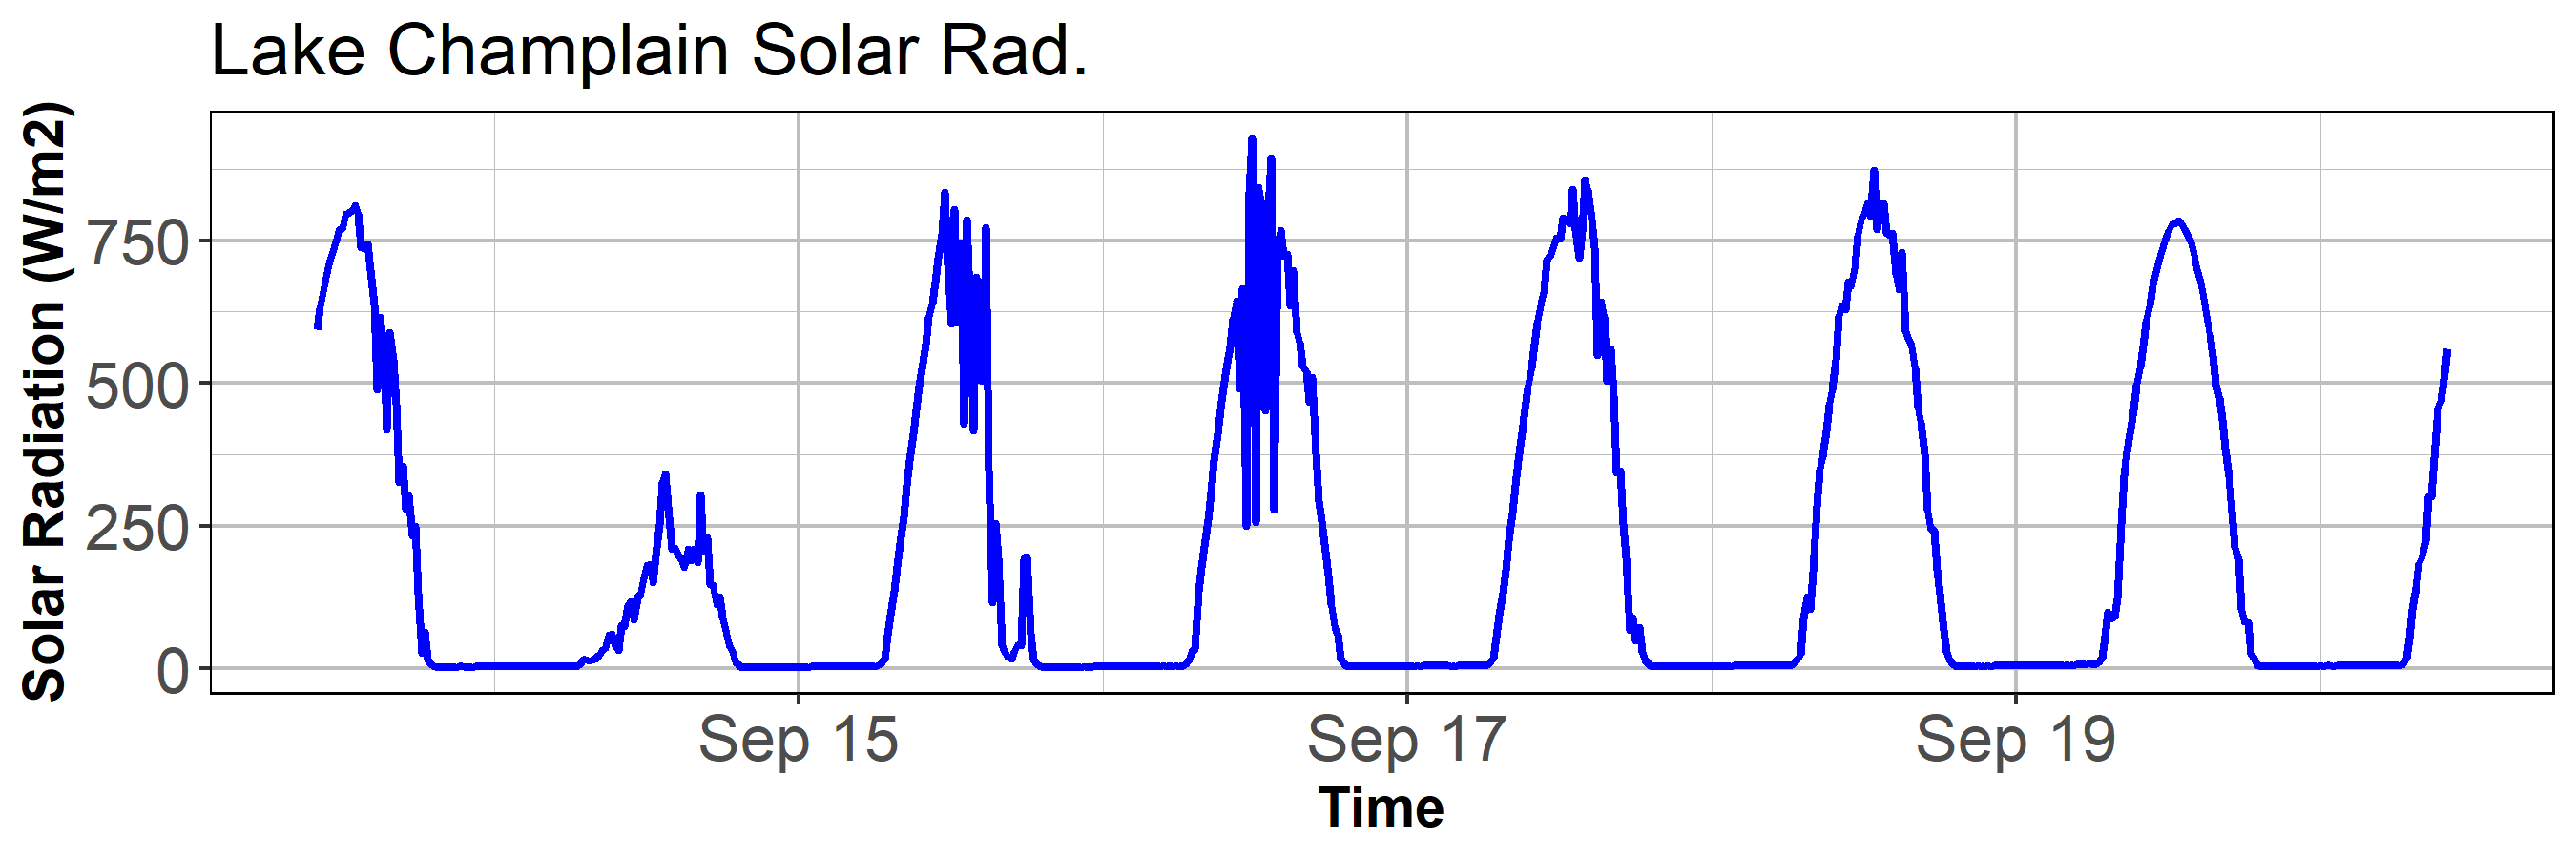 Lake Champlain Solar Rad.
Solar Radiation (W/m2)
750
500
250
0
Sep 15 Sep 17 Sep 19
Time